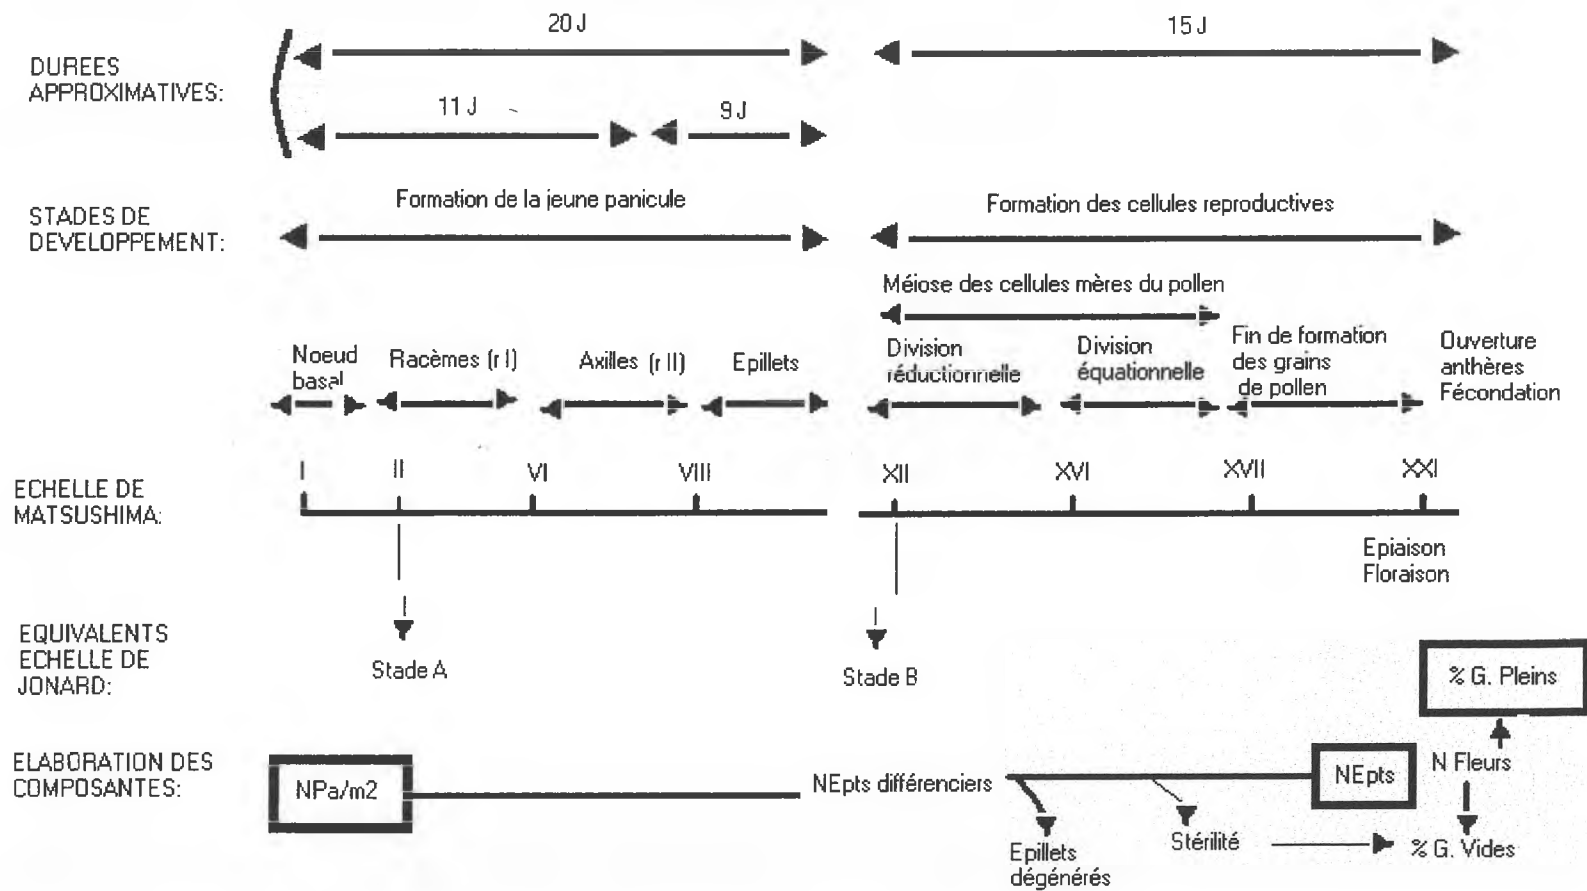 20 J
15 J
DUREES
APPROXIMATIVES:
11 J
9 J
Formation de la jeune panicule
Formation des cellules reproductives
STADES DE
DEVELOPPEMENT:
Méiose des cellules mères du pollen
Noeud
basal
Racèmes (r I)
Axilles (r II)
Epillets
Division
réductionnelle
Division
équationnelle
Fin de formation
des grains
de pollen
Ouverture
anthères
Fécondation
I
II
VI
VIII
XII
XVI
XVII
XXI
ECHELLE DE
MATSUSHIMA:
Epiaison
Floraison
EQUIVALENTS
ECHELLE DE
JONARD:
Stade A
Stade B
% G. Pleins
ELABORATION DES
COMPOSANTES:
NPa/m2
NEpts différenciers
NEpts
N Fleurs
Epillets
dégénérés
Stérilité
% G. Vides